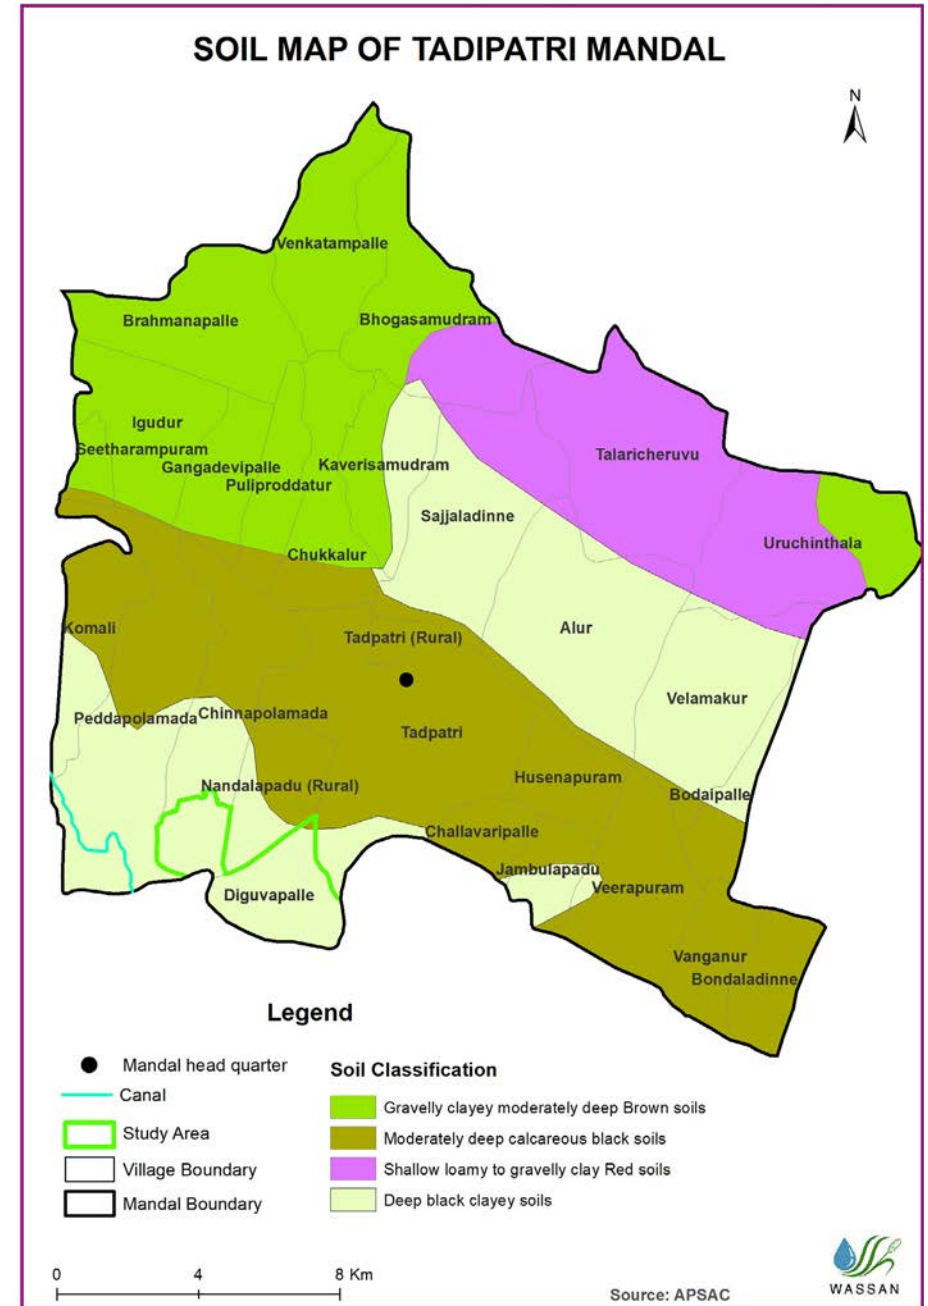 SOIL MAP OF TADIPATRI MANDAL
N
Venkatampalle
Brahmanapalle
Bhogasamudram
Igudur
Seetharampuram
Gangadevipalle
Kaverisamudram
Puliproddatur
Talaricheruvu
Sajjaladinne
Uruchinthala
Chukkalur
Komali
Tadpatri (Rural)
Alur
Velamakur
Peddapolamada
Chinnapolamada
Tadpatri
Nandalapadu (Rural)
Husenapuram
Bodaipalle
Challavaripalle
Jambulapadu
Veerapuram
Diguvapalle
Vanganur
Bondaladinne
Legend
Mandal head quarter
Canal
Study Area
Village Boundary
Mandal Boundary
Soil Classification
Gravelly clayey moderately deep Brown soils
Moderately deep calcareous black soils
Shallow loamy to gravelly clay Red soils
Deep black clayey soils
0 4 8 Km
Source: APSAC
WASSAN